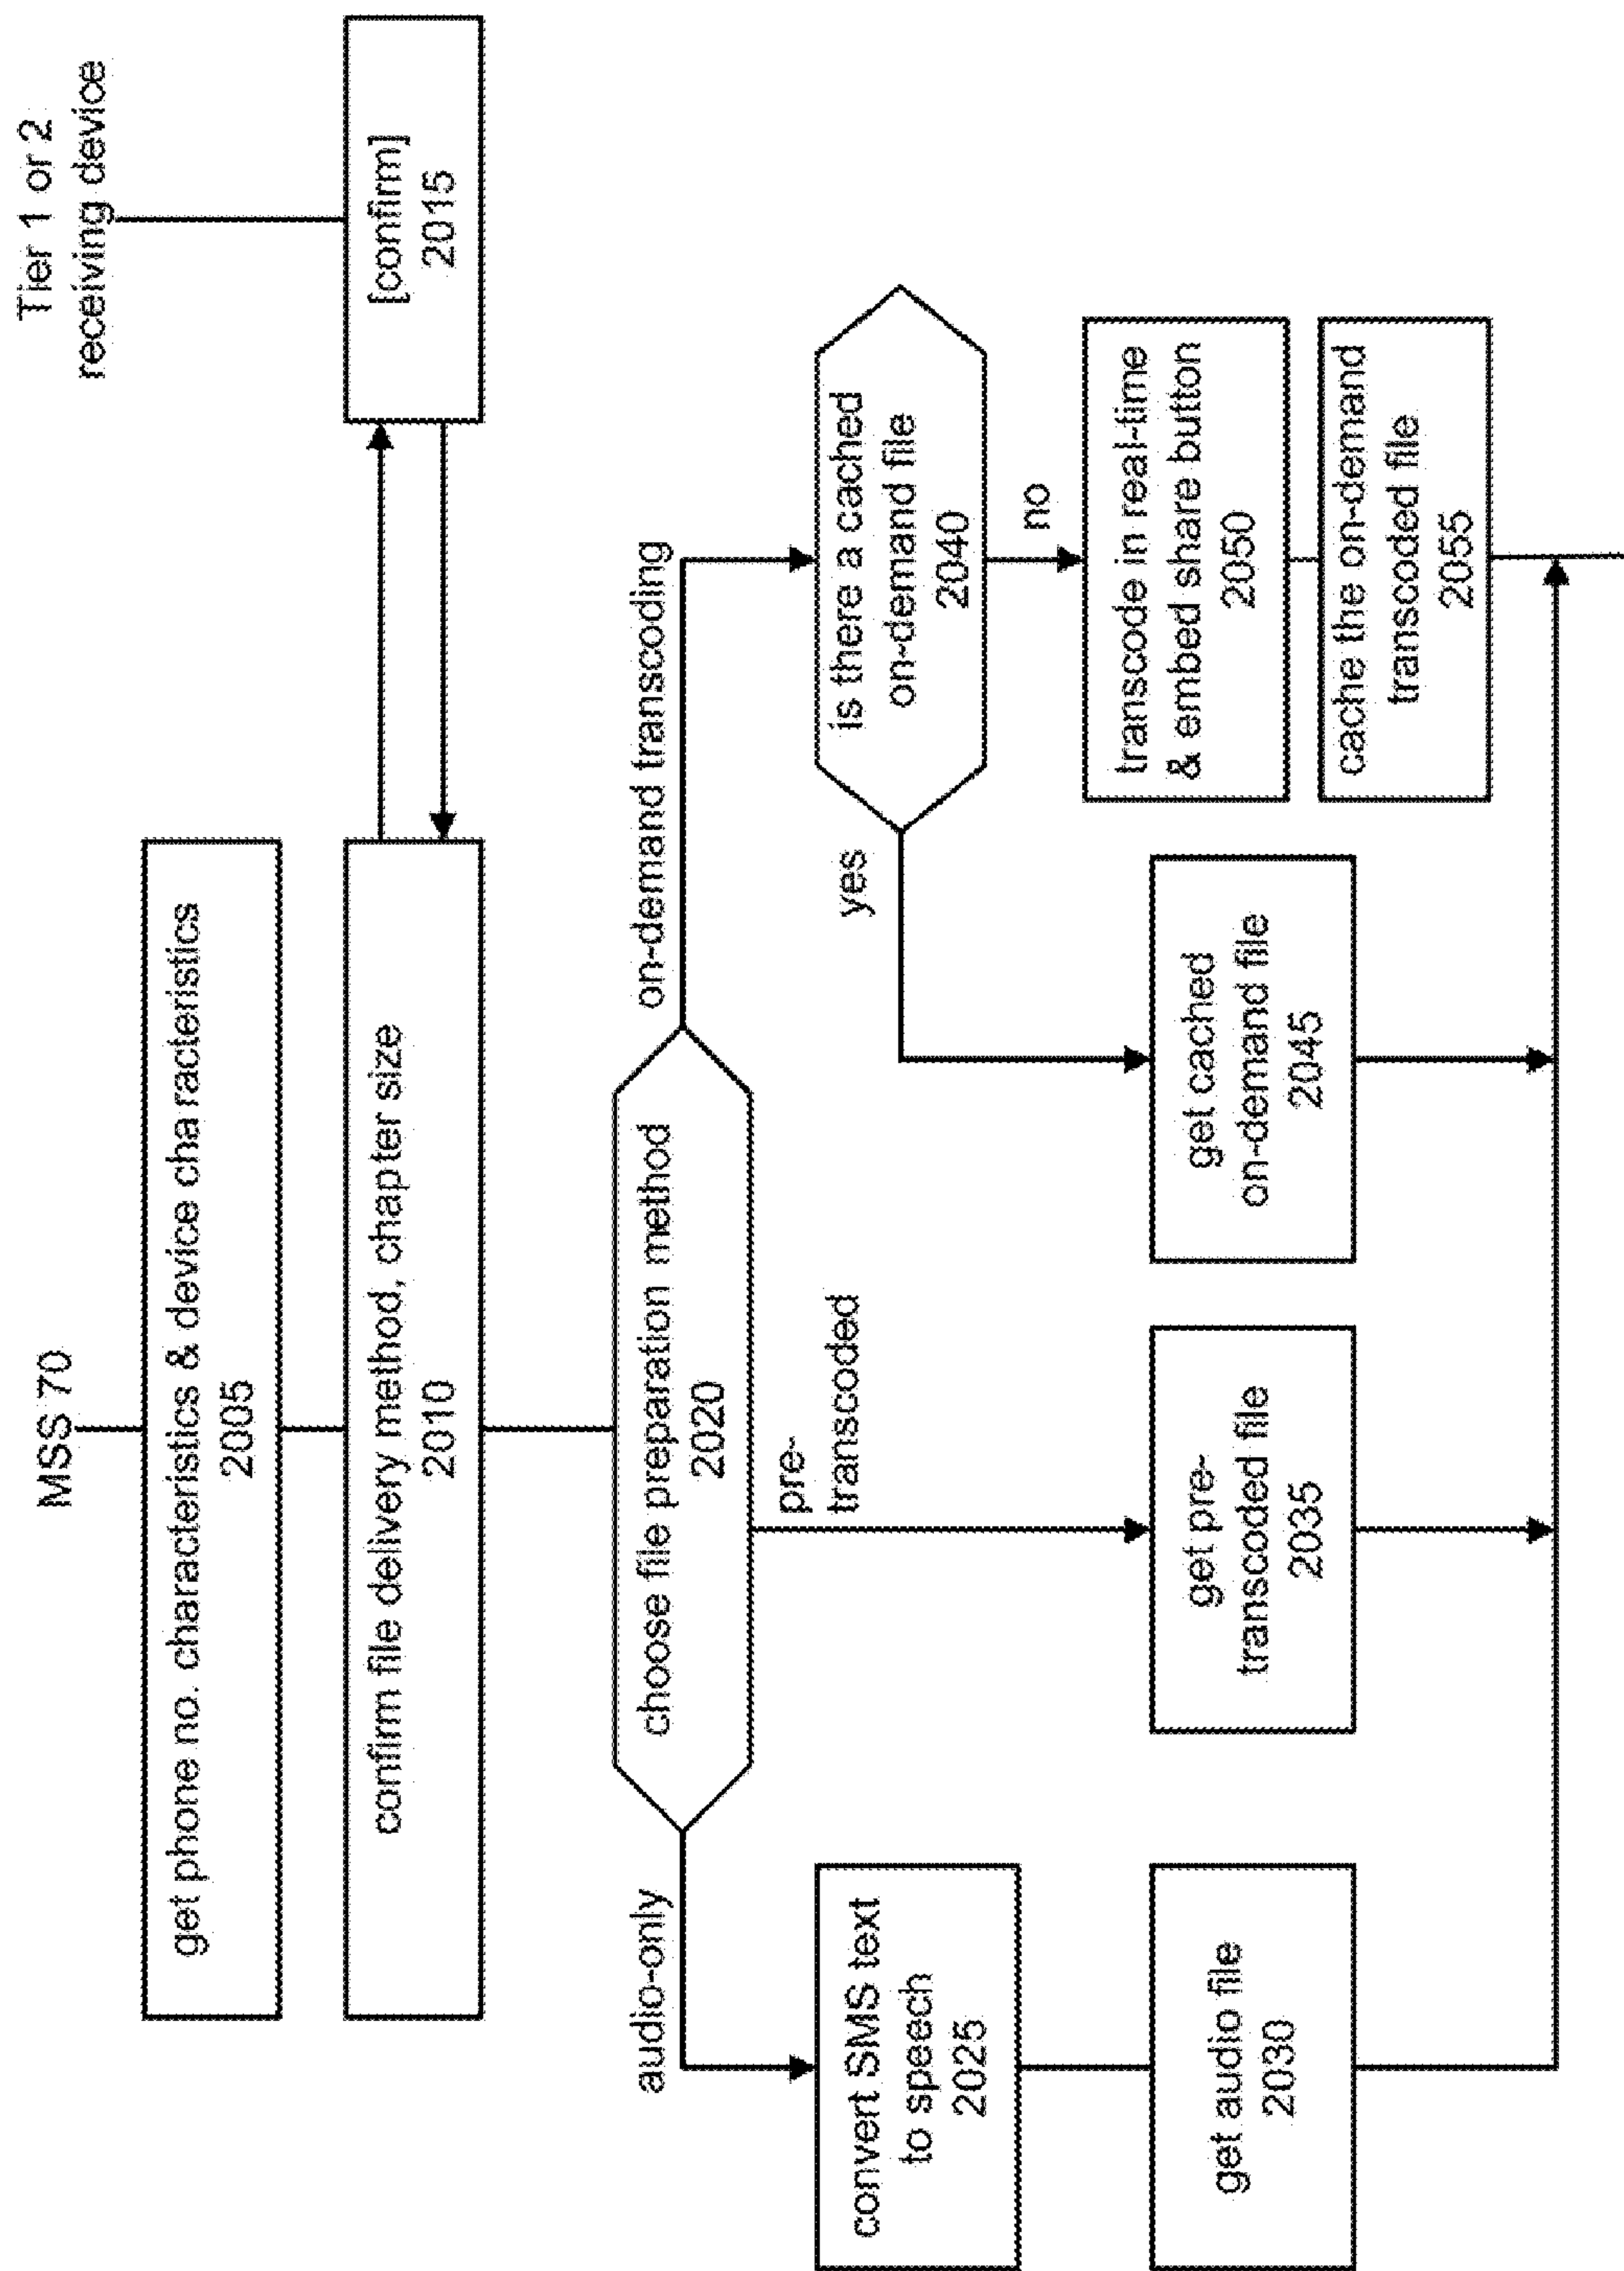 MSS 70
Tier 1 or 2
receiving device
get phone no. characteristics & device cha racteristics
2005
confirm file delivery method, chapter size
2010
[confirm]
2015
choose file preparation method
2020
audio-only
pre-
transcoded
on-demand transcoding
convert SMS text
to speech
2025
is there a cached
on-demand file
2040
yes
no
get audio file
2030
get pre-
transcoded file
2035
get cached
on-demand file
2045
transcode in real-time
& embed share button
2050
cache the on-demand
transcoded file
2055